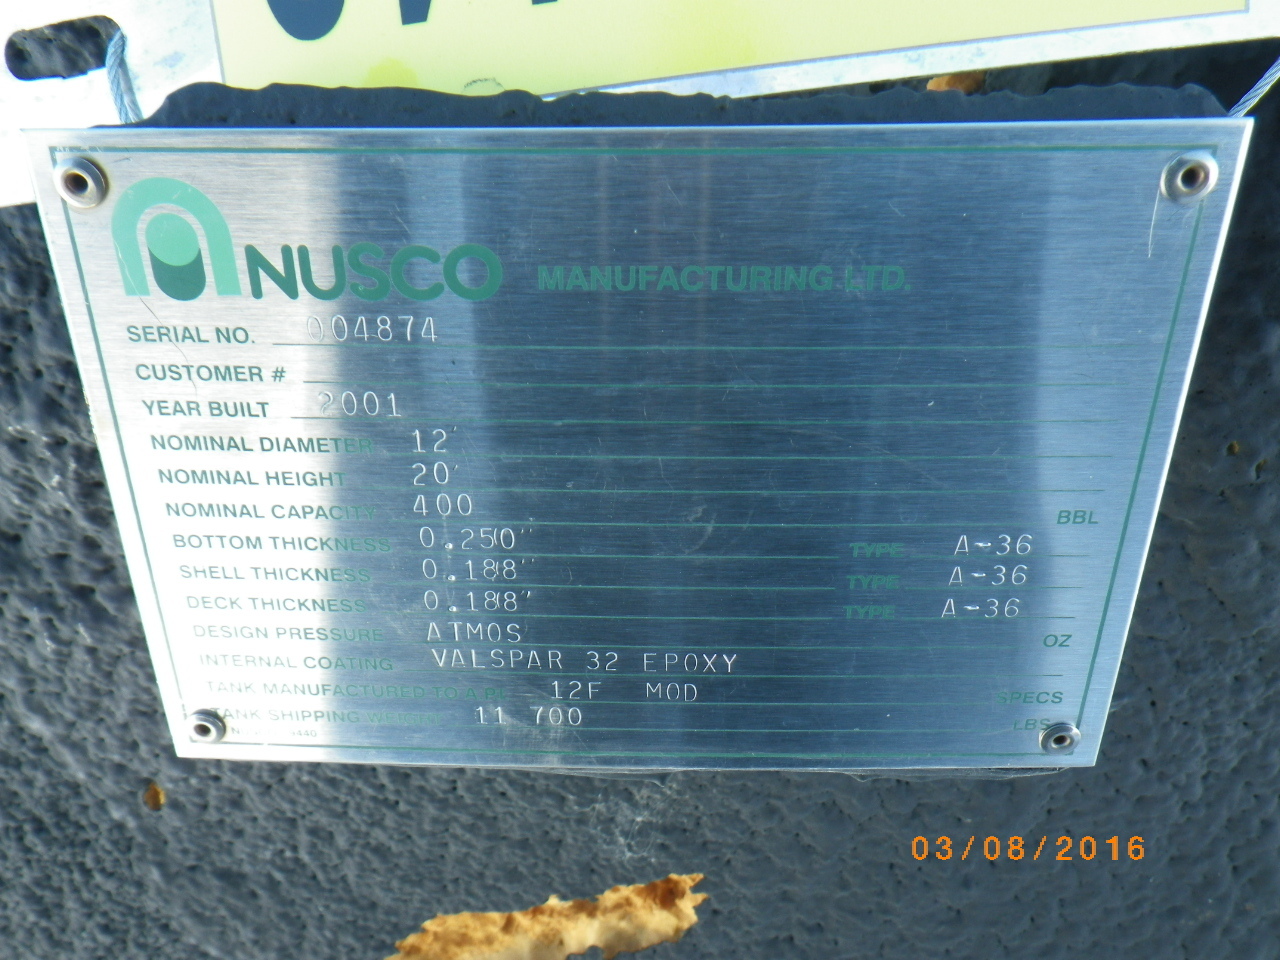 NUSCO MANUFACTURING LTD.
SERIAL NO. 004874
CUSTOMER #
YEAR BUILT 2001
NOMINAL DIAMETER 12'
NOMINAL HEIGHT 20'
NOMINAL CAPACITY 400 BBL
BOTTOM THICKNESS 0.250" TYPE A-36
SHELL THICKNESS 0.188" TYPE A-36
DECK THICKNESS 0.188" TYPE A-36
DESIGN PRESSURE ATMOS OZ
INTERNAL COATING VALSPAR 32 EPOXY
TANK MANUFACTURED TO A.P.I. 12F MOD SPECS
TANK SHIPPING WEIGHT 11 700 LBS
03/08/2016